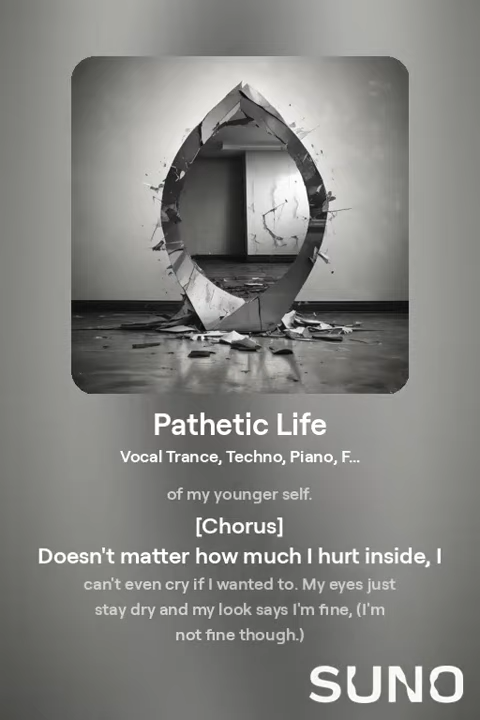 Pathetic Life
Vocal Trance, Techno, Piano, F...
of my younger self.
[Chorus]
Doesn't matter how much I hurt inside, I
can't even cry if I wanted to. My eyes just
stay dry and my look says I'm fine, (I'm
not fine though.)
SUNO